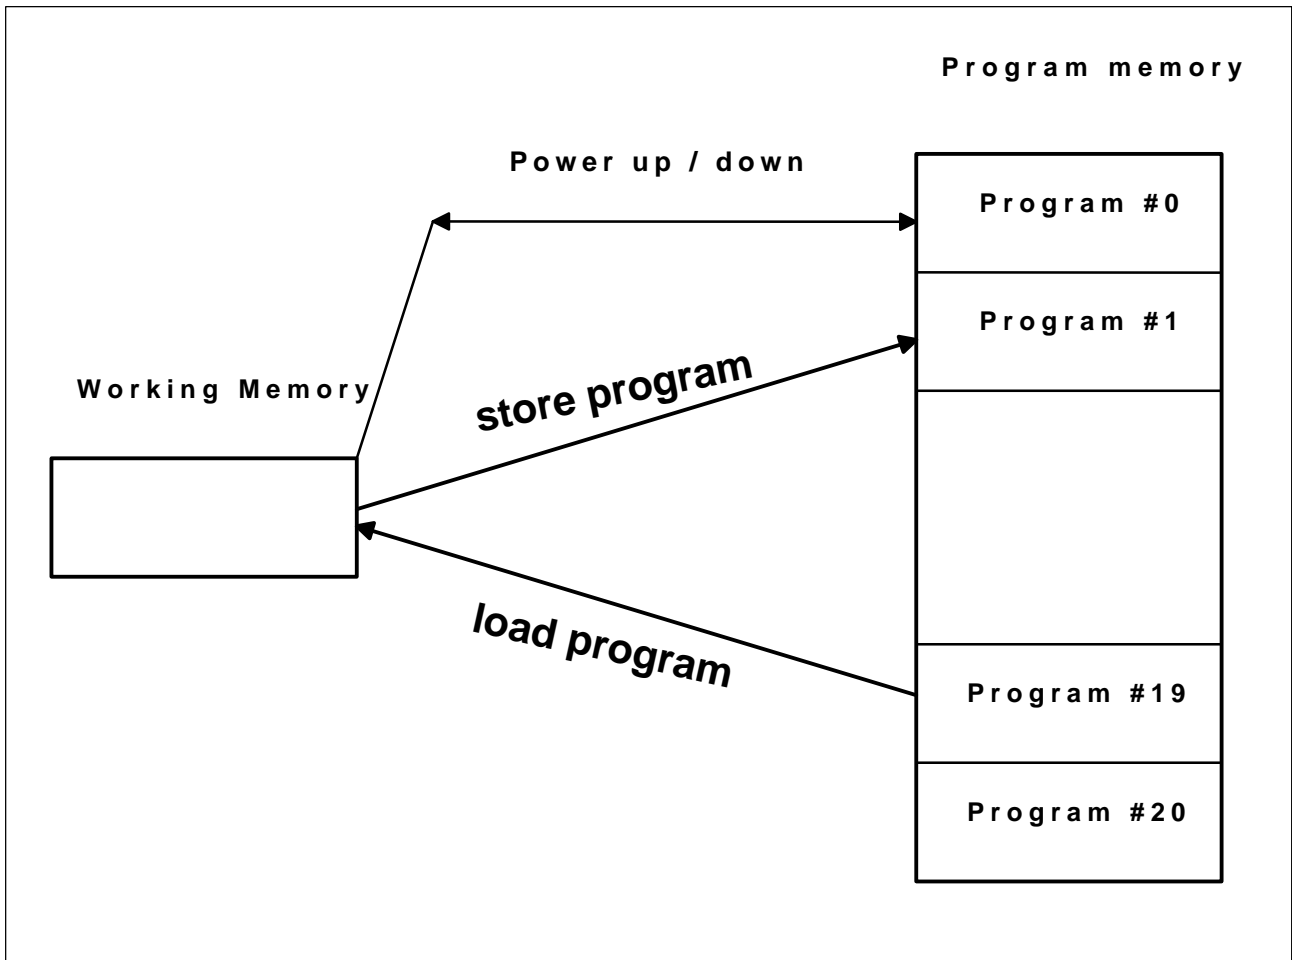 Program memory
Power up / down
Program #0
Program #1
store program
Working Memory
load program
Program #19
Program #20